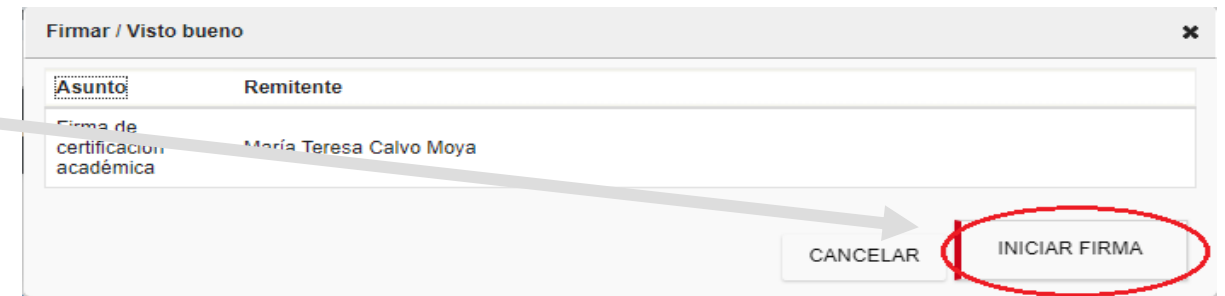 Firmar / Visto bueno
Asunto Remitente
Firma de
certificación María Teresa Calvo Moya
académica
CANCELAR INICIAR FIRMA